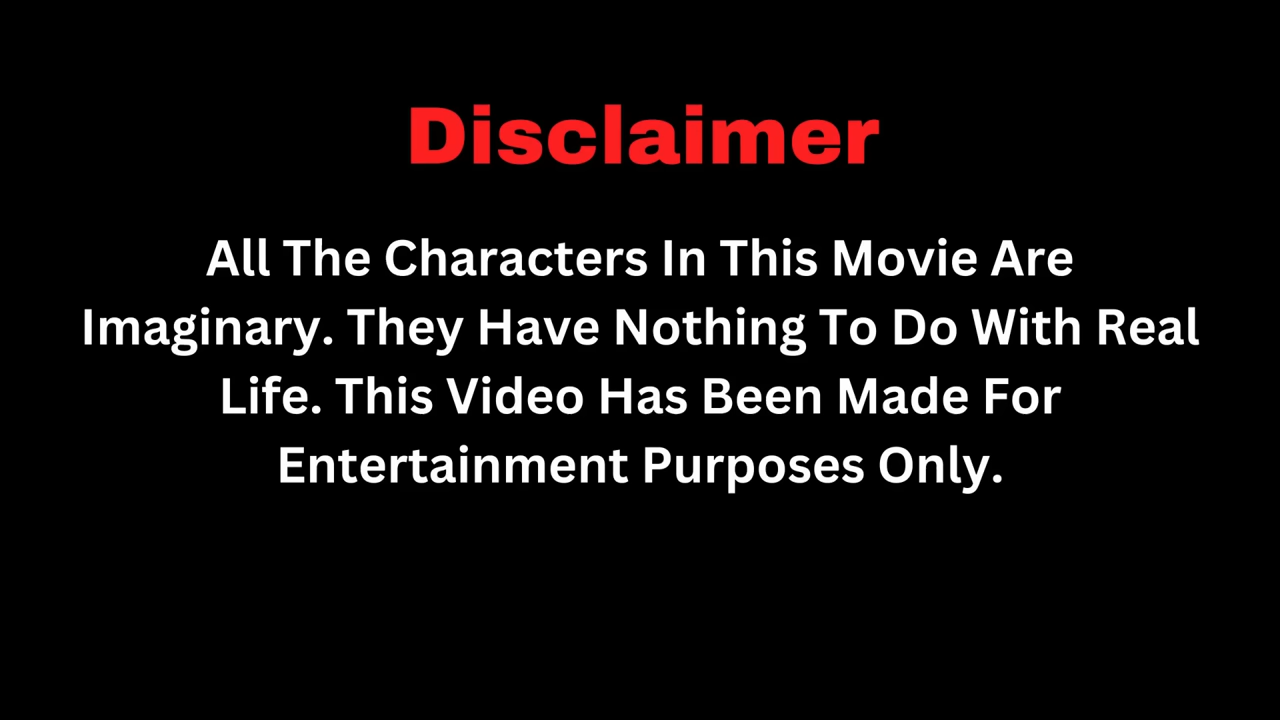 Disclaimer
All The Characters In This Movie Are
Imaginary. They Have Nothing To Do With Real
Life. This Video Has Been Made For
Entertainment Purposes Only.